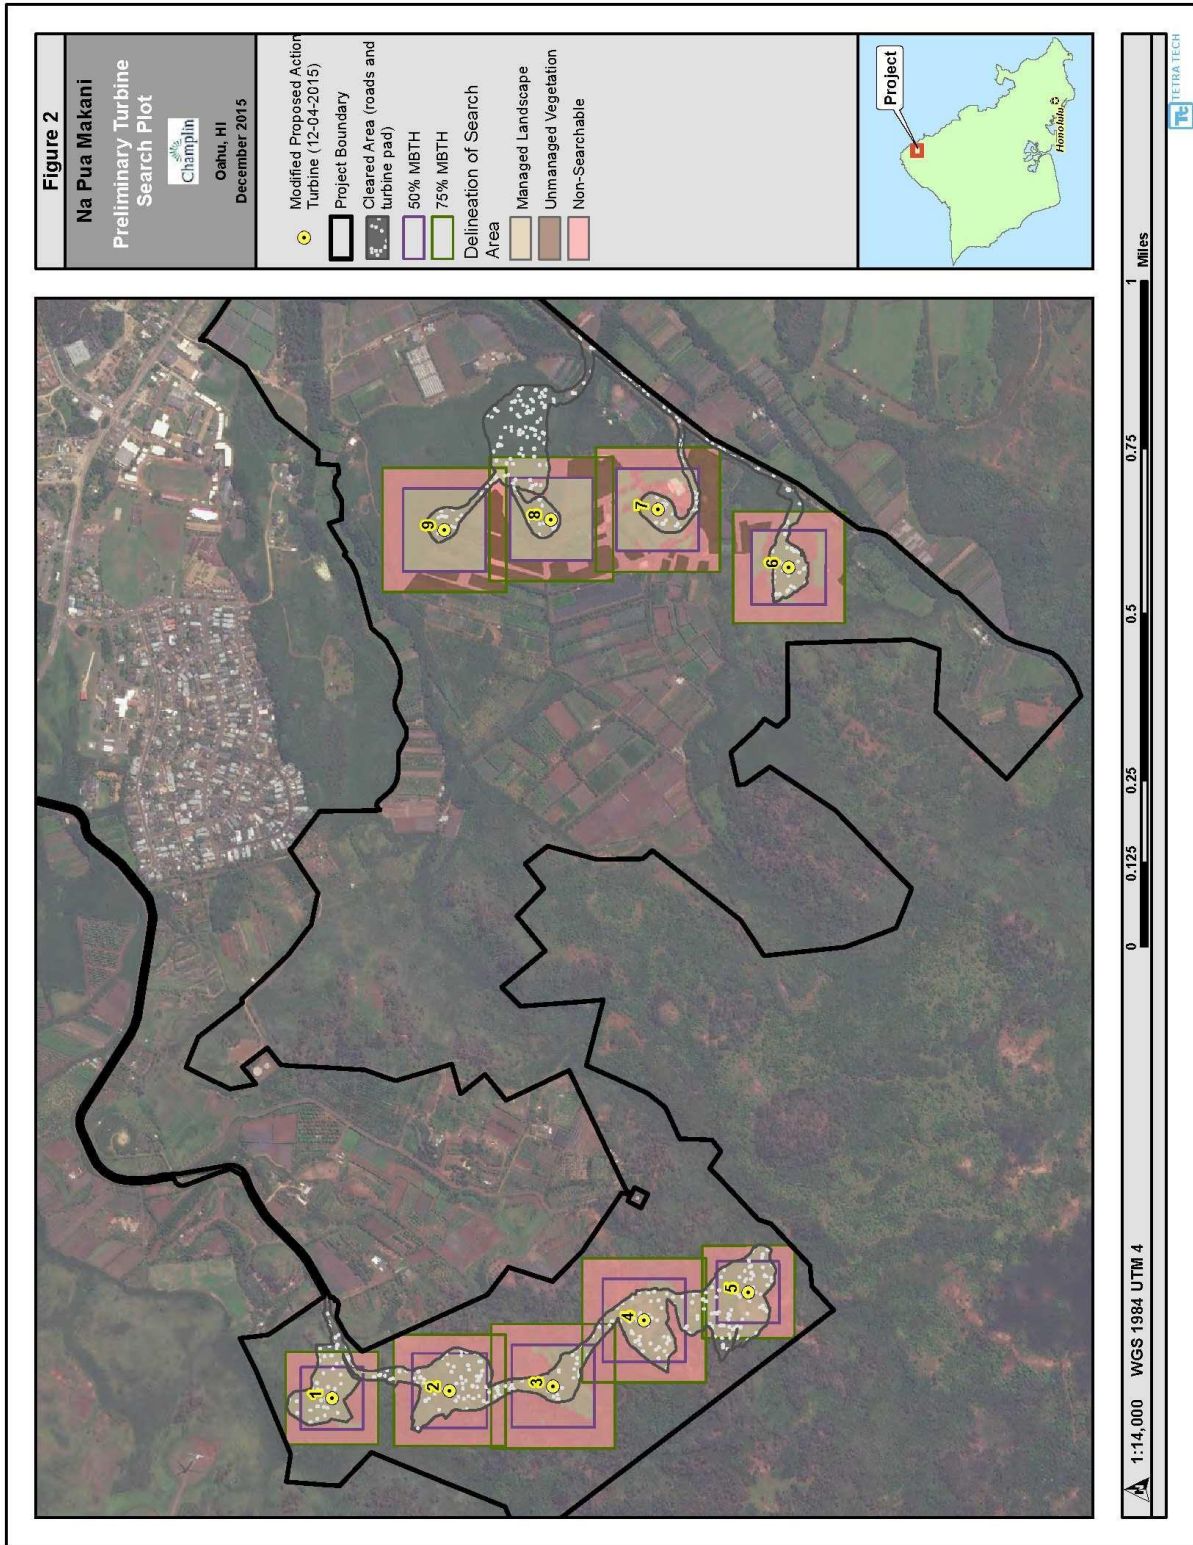 Figure 2
Na Pua Makani
Preliminary Turbine
Search Plot
Champlin
Oahu, HI
December 2015
Modified Proposed Action
Turbine (12-04-2015)
Project Boundary
Cleared Area (roads and
turbine pad)
50% MBTH
75% MBTH
Delineation of Search
Area
Managed Landscape
Unmanaged Vegetation
Non-Searchable
Project
Honolulu
1
2
3
4
5
6
7
8
9
N
1:14,000 WGS 1984 UTM 4
0 0.125 0.25 0.5 0.75 1
Miles
Tt TETRA TECH